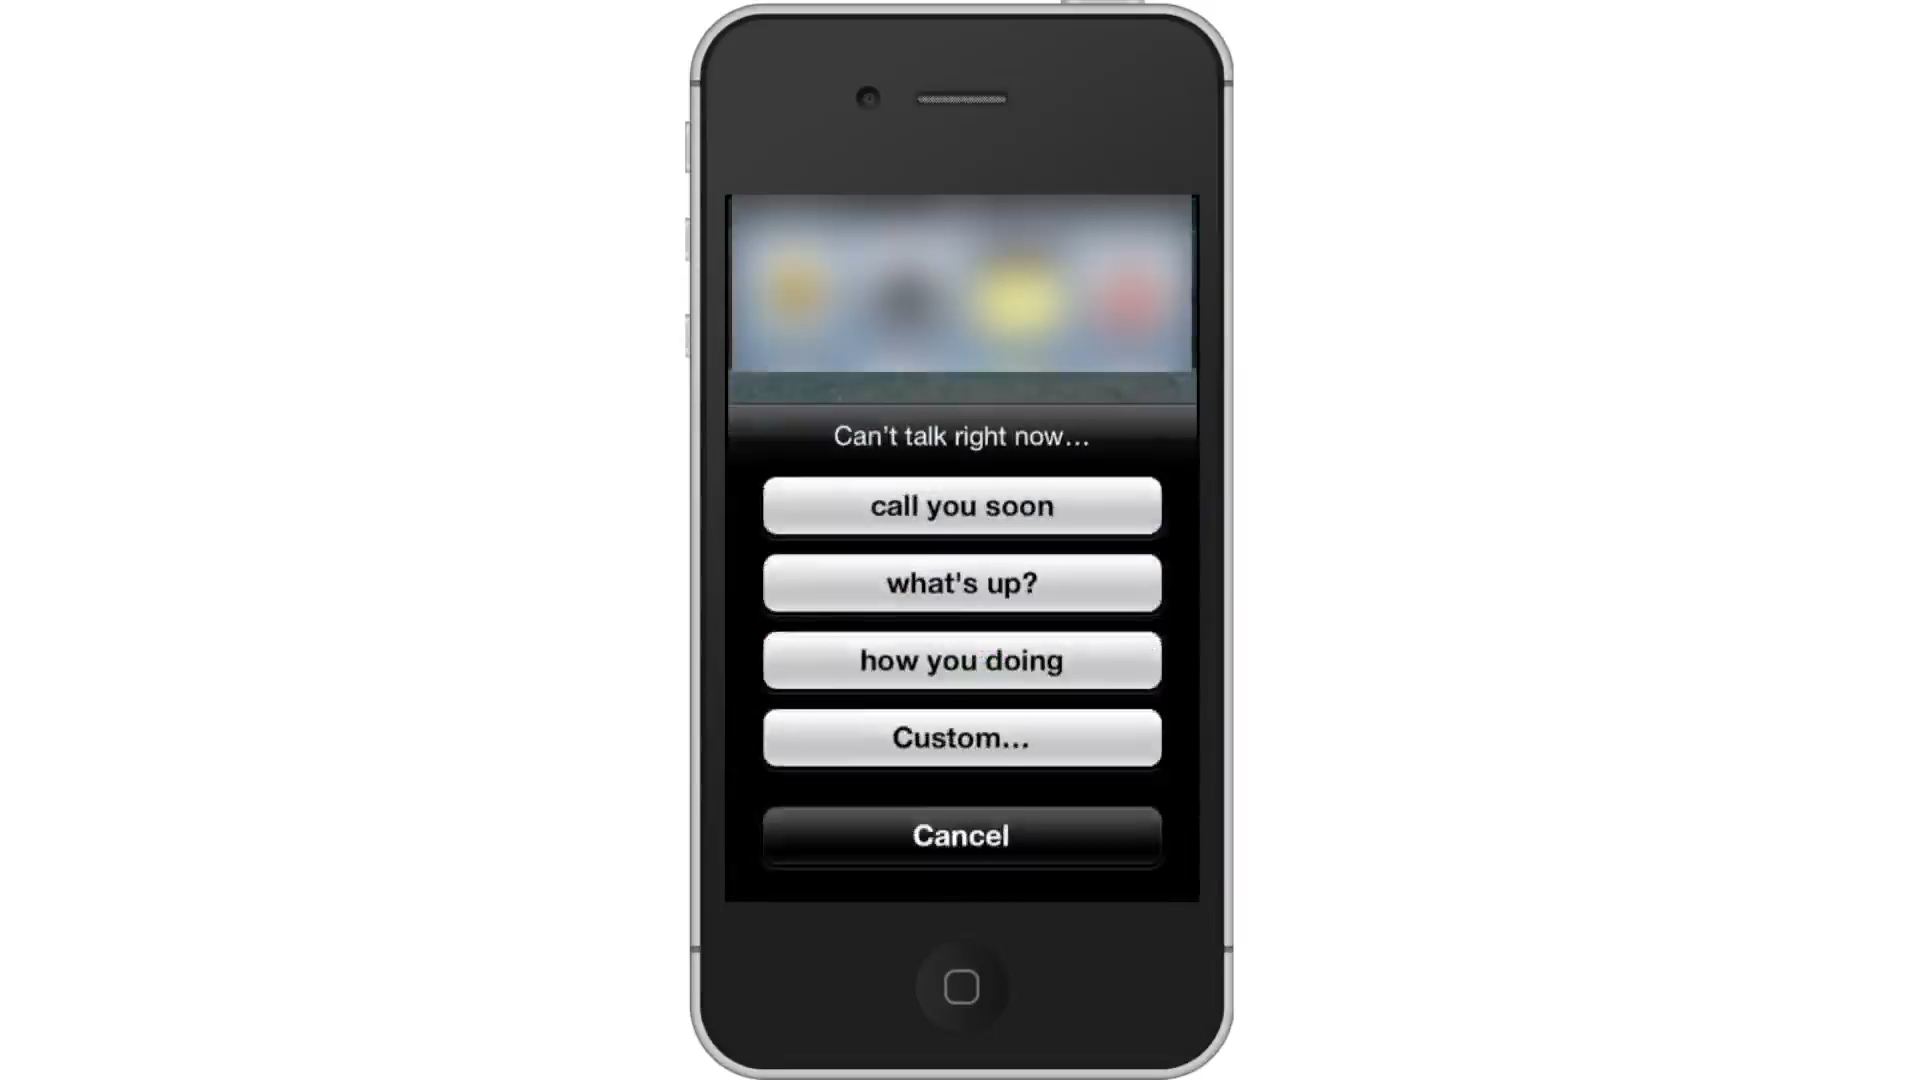 Can't talk right now...
call you soon
what's up?
how you doing
Custom...
Cancel